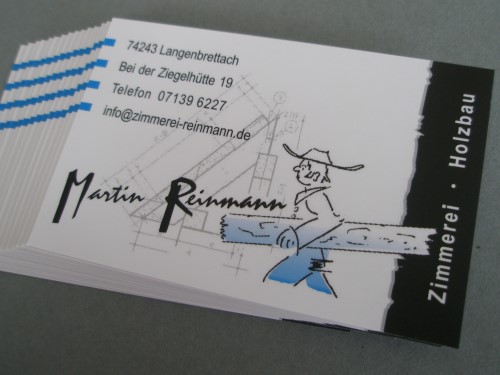 74243 Langenbrettach
Bei der Ziegelhütte 19
Telefon 07139 6227
info@zimmerei-reinmann.de
Martin Reinmann
Zimmerei · Holzbau